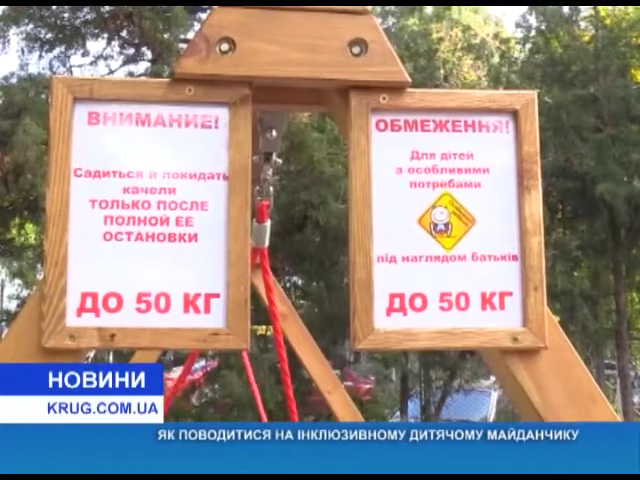 ВНИМАНИЕ!
Садиться и покидать
качели
ТОЛЬКО ПОСЛЕ
ПОЛНОЙ ЕЕ
ОСТАНОВКИ
ДО 50 КГ
ОБМЕЖЕННЯ!
Для дітей
з особливими
потребами
під наглядом батьків
ДО 50 КГ
НОВИНИ
KRUG.COM.UA
ЯК ПОВОДИТИСЯ НА ІНКЛЮЗИВНОМУ ДИТЯЧОМУ МАЙДАНЧИКУ